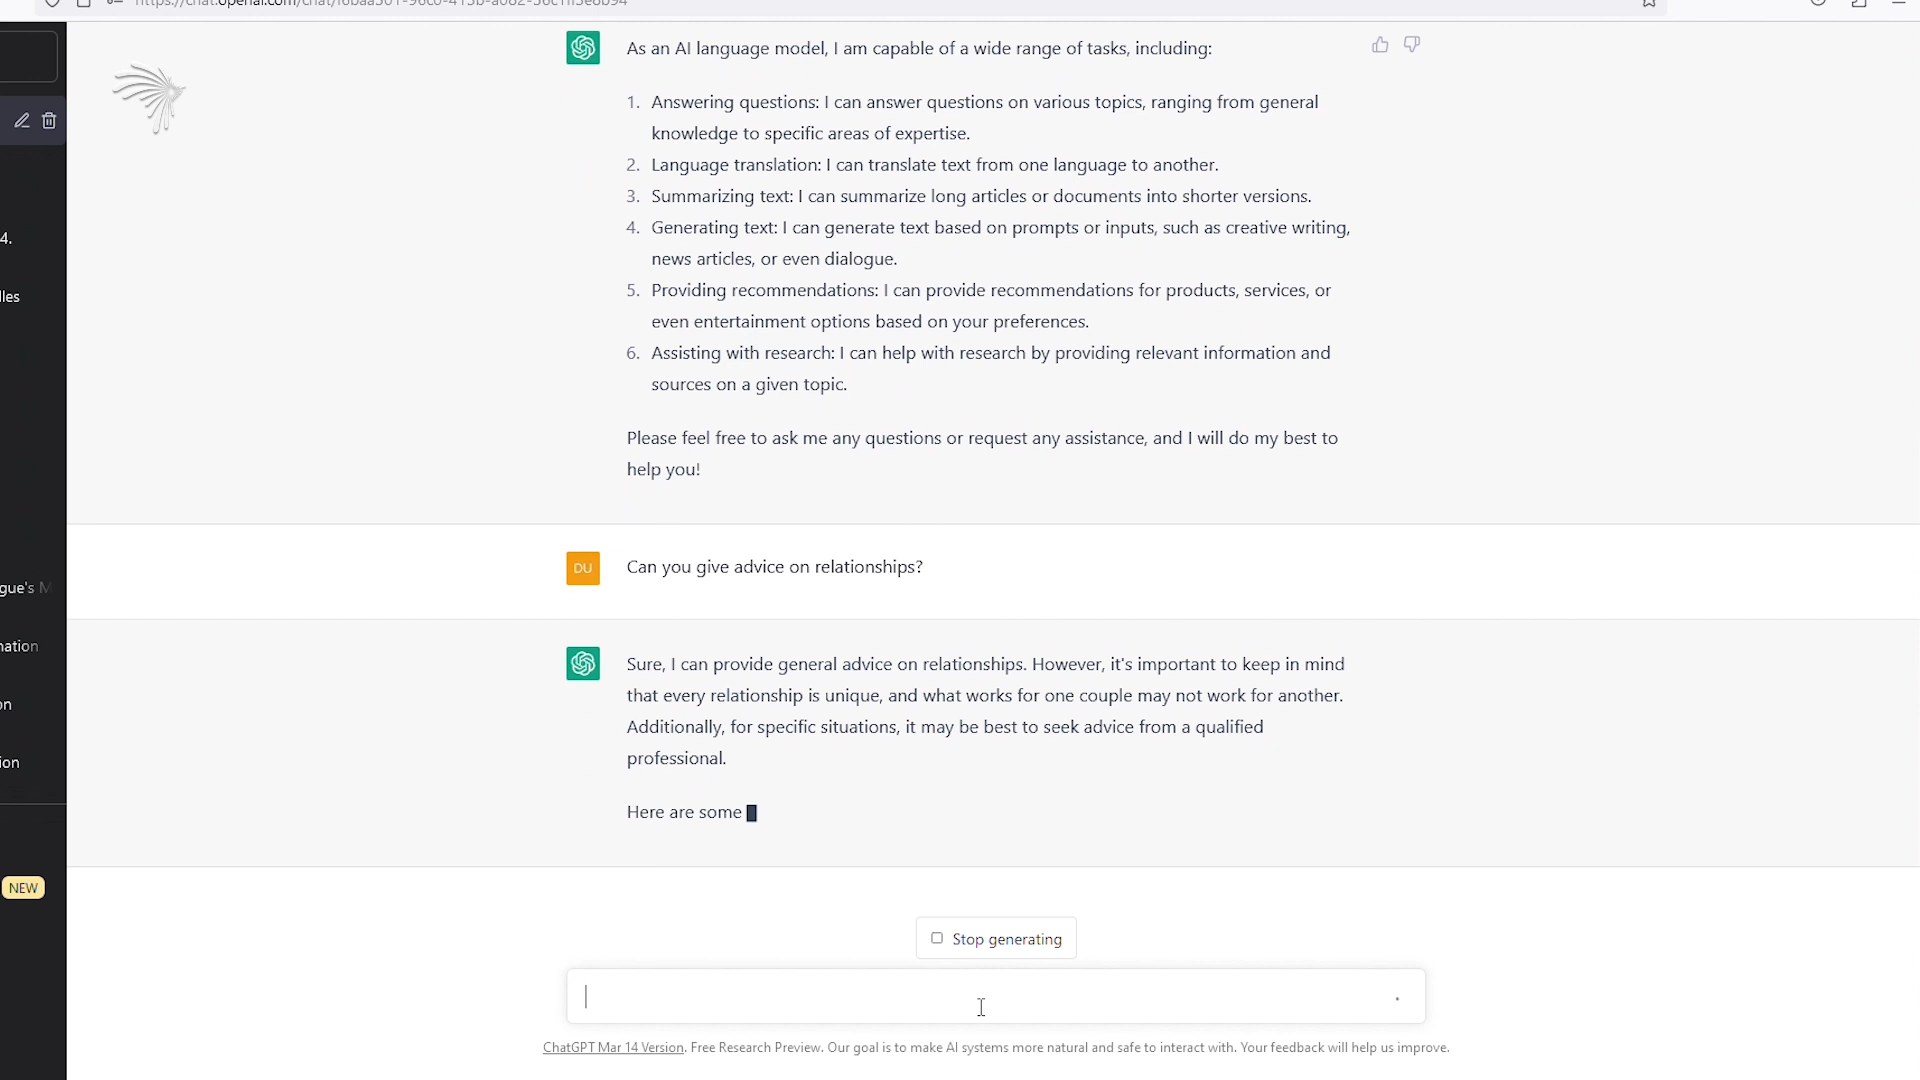 As an AI language model, I am capable of a wide range of tasks, including:
1. Answering questions: I can answer questions on various topics, ranging from general
knowledge to specific areas of expertise.
2. Language translation: I can translate text from one language to another.
3. Summarizing text: I can summarize long articles or documents into shorter versions.
4. Generating text: I can generate text based on prompts or inputs, such as creative writing,
news articles, or even dialogue.
5. Providing recommendations: I can provide recommendations for products, services, or
even entertainment options based on your preferences.
6. Assisting with research: I can help with research by providing relevant information and
sources on a given topic.
Please feel free to ask me any questions or request any assistance, and I will do my best to
help you!
4.
lles
gue's M
nation
on
ion
NEW
DU
Can you give advice on relationships?
Sure, I can provide general advice on relationships. However, it's important to keep in mind
that every relationship is unique, and what works for one couple may not work for another.
Additionally, for specific situations, it may be best to seek advice from a qualified
professional.
Here are some
Stop generating
ChatGPT Mar 14 Version. Free Research Preview. Our goal is to make AI systems more natural and safe to interact with. Your feedback will help us improve.